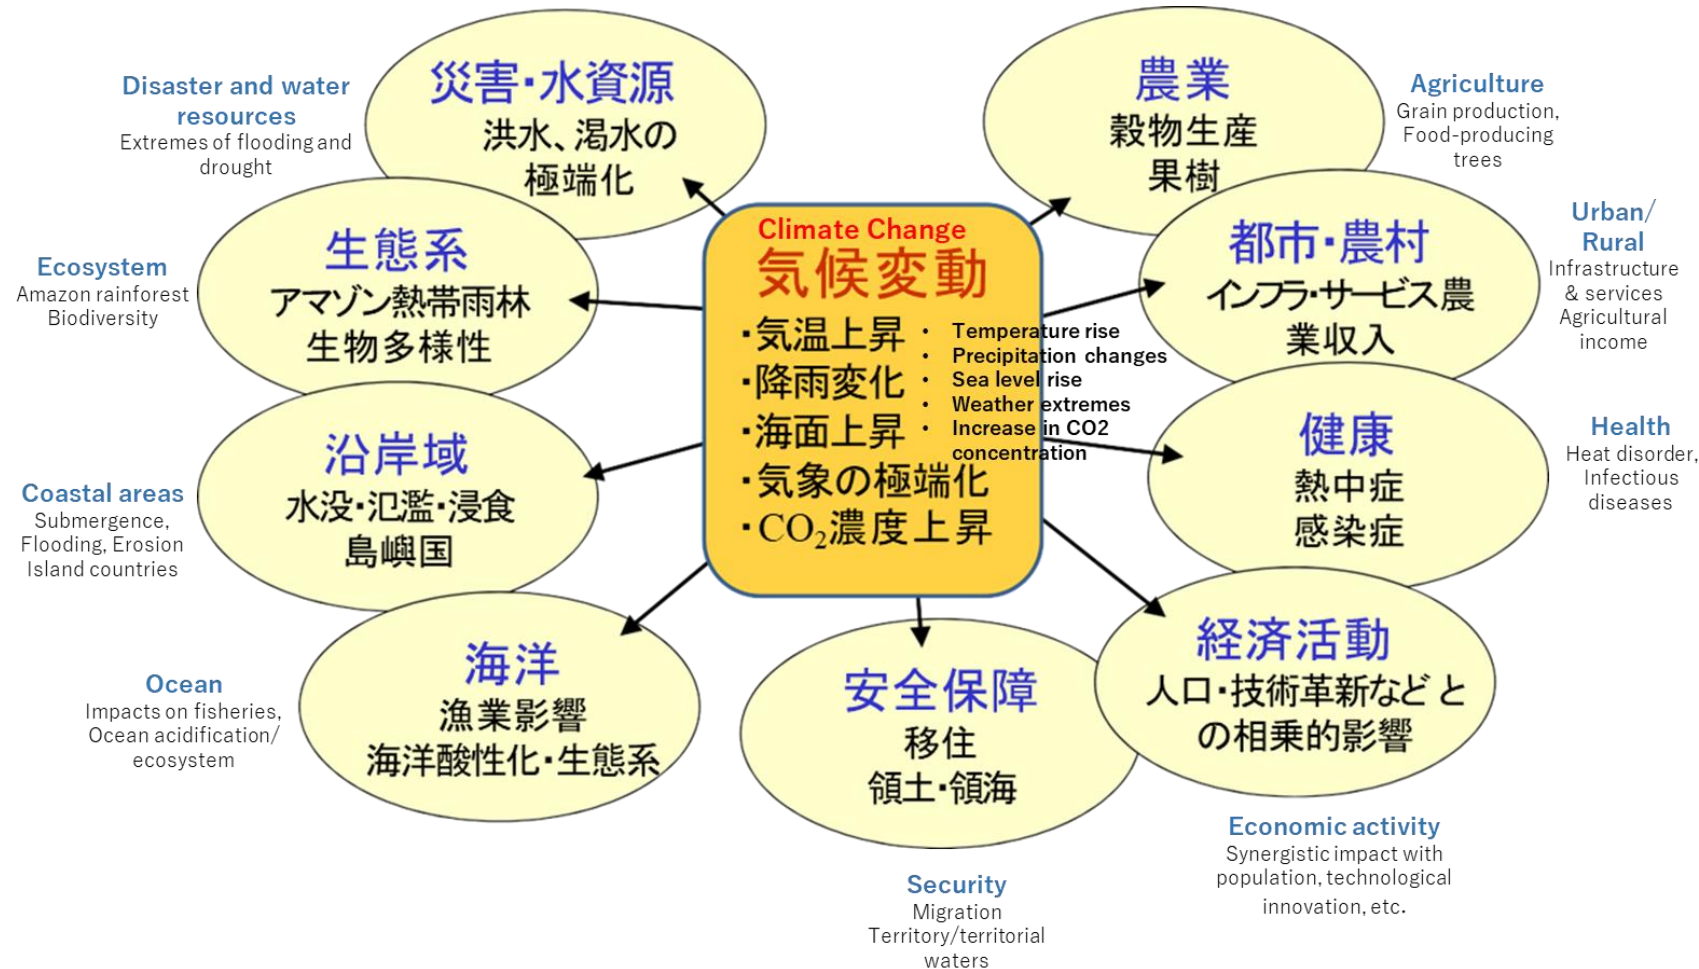 災害・水資源
洪水、渇水の
極端化
Disaster and water
resources
Extremes of flooding and
drought
農業
穀物生産
果樹
Agriculture
Grain production,
Food-producing
trees
生態系
アマゾン熱帯雨林
生物多様性
Ecosystem
Amazon rainforest
Biodiversity
Climate Change
気候変動
・気温上昇
・降雨変化
・海面上昇
・気象の極端化
・CO₂濃度上昇
• Temperature rise
• Precipitation changes
• Sea level rise
• Weather extremes
• Increase in CO2
concentration
都市・農村
インフラ・サービス農
業収入
Urban/
Rural
Infrastructure
& services
Agricultural
income
沿岸域
水没・氾濫・浸食
島嶼国
Coastal areas
Submergence,
Flooding, Erosion
Island countries
健康
熱中症
感染症
Health
Heat disorder,
Infectious
diseases
海洋
漁業影響
海洋酸性化・生態系
Ocean
Impacts on fisheries,
Ocean acidification/
ecosystem
安全保障
移住
領土・領海
Security
Migration
Territory/territorial
waters
経済活動
人口・技術革新などと
の相乗的影響
Economic activity
Synergistic impact with
population, technological
innovation, etc.